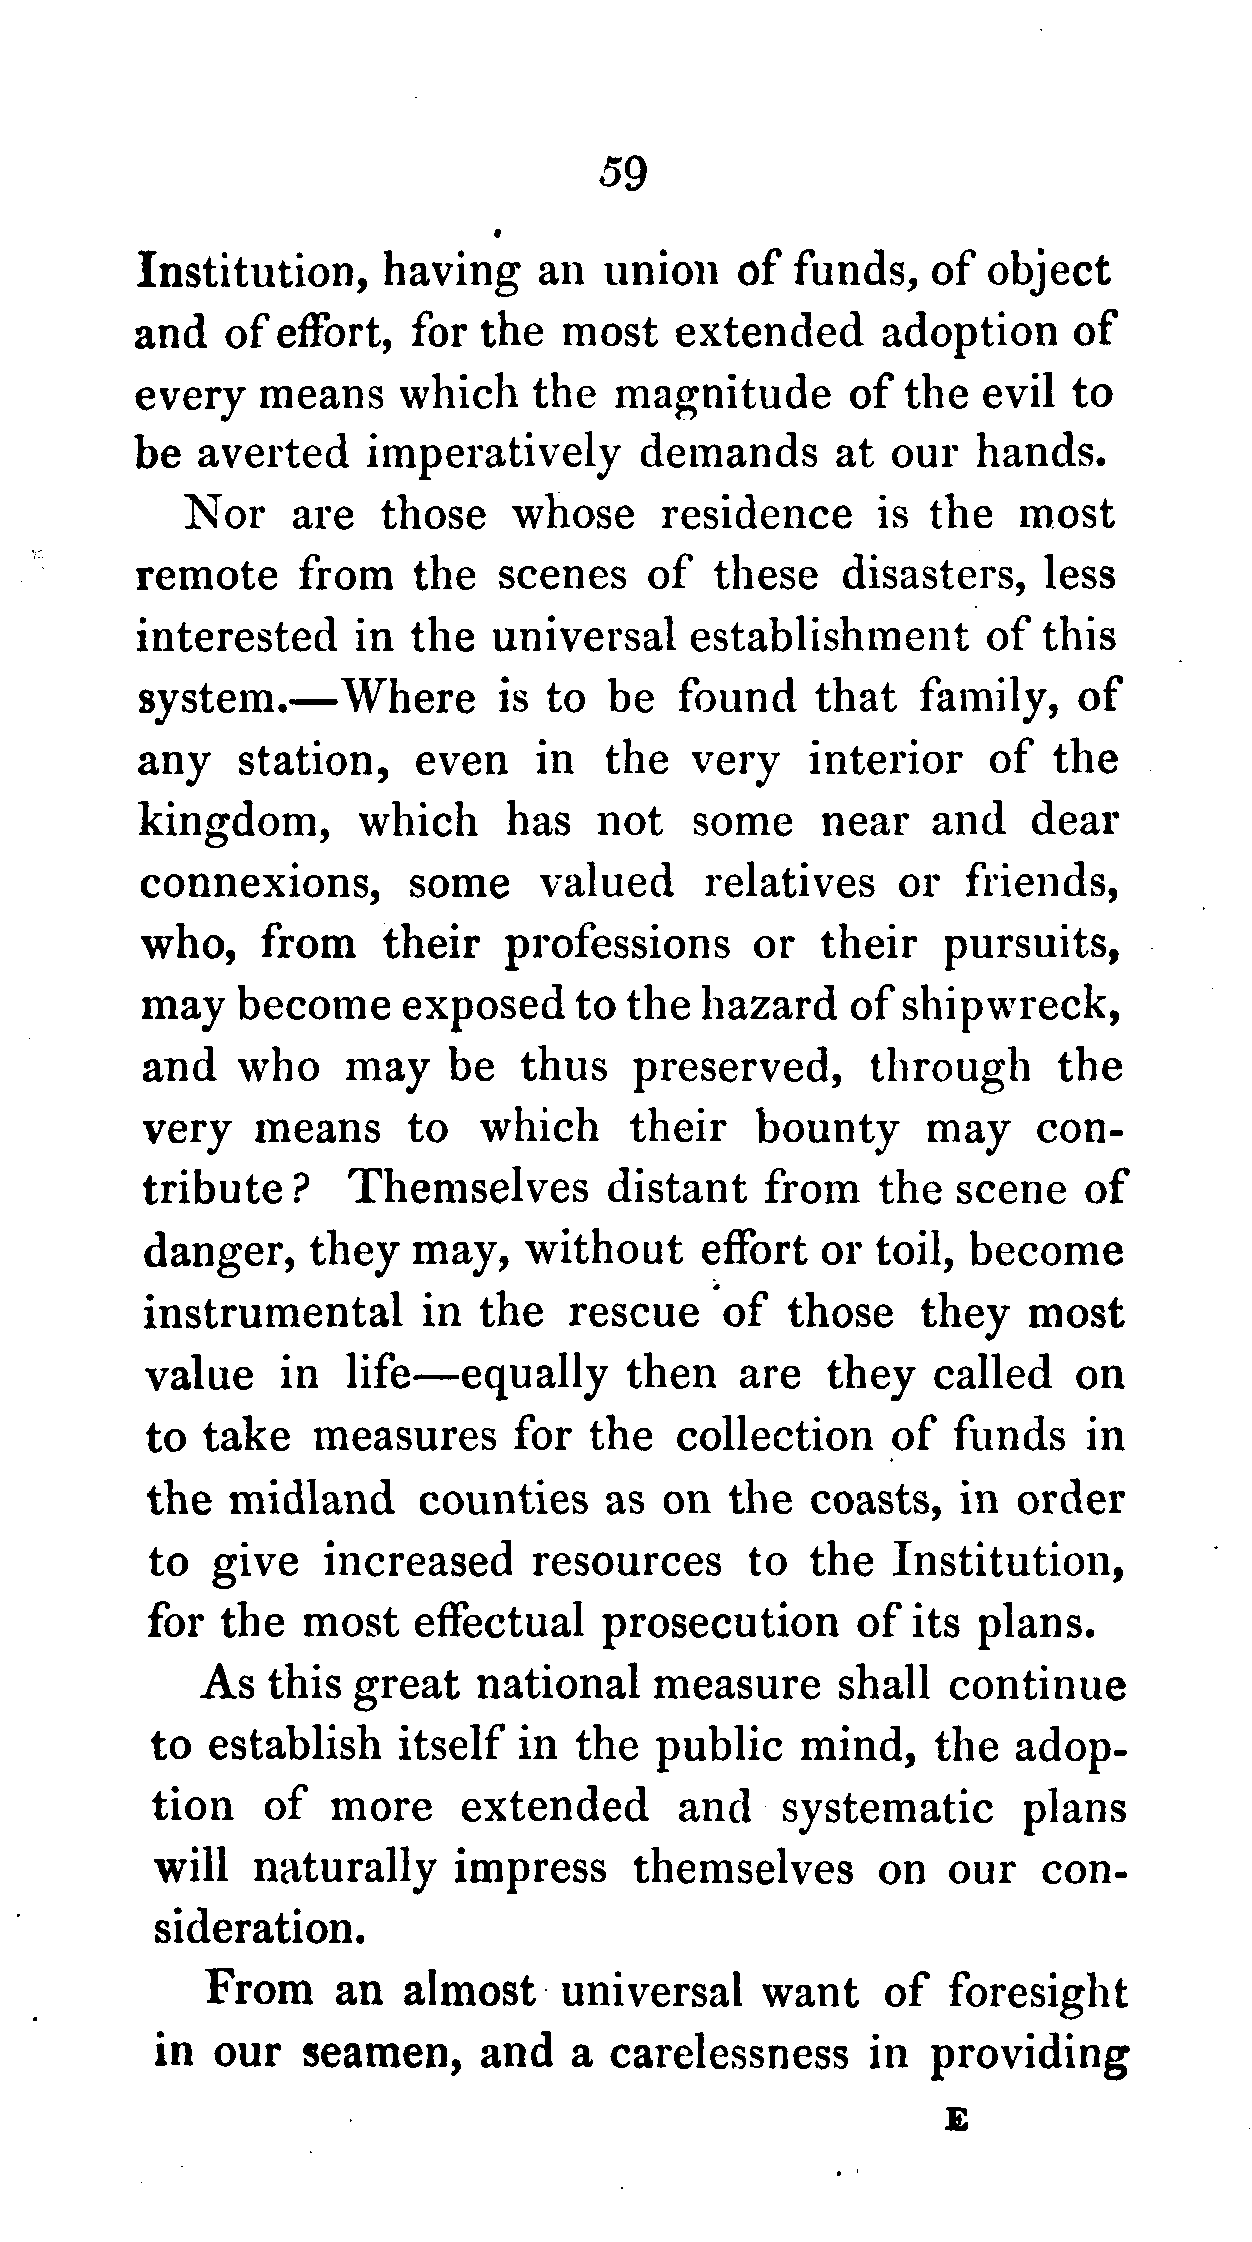 59
Institution, having an union of funds, of object
and of effort, for the most extended adoption of
every means which the magnitude of the evil to
be averted imperatively demands at our hands.
Nor are those whose residence is the most
remote from the scenes of these disasters, less
interested in the universal establishment of this
system.—Where is to be found that family, of
any station, even in the very interior of the
kingdom, which has not some near and dear
connexions, some valued relatives or friends,
who, from their professions or their pursuits,
may become exposed to the hazard of shipwreck,
and who may be thus preserved, through the
very means to which their bounty may con-
tribute? Themselves distant from the scene of
danger, they may, without effort or toil, become
instrumental in the rescue of those they most
value in life—equally then are they called on
to take measures for the collection of funds in
the midland counties as on the coasts, in order
to give increased resources to the Institution,
for the most effectual prosecution of its plans.
As this great national measure shall continue
to establish itself in the public mind, the adop-
tion of more extended and systematic plans
will naturally impress themselves on our con-
sideration.
From an almost universal want of foresight
in our seamen, and a carelessness in providing
E